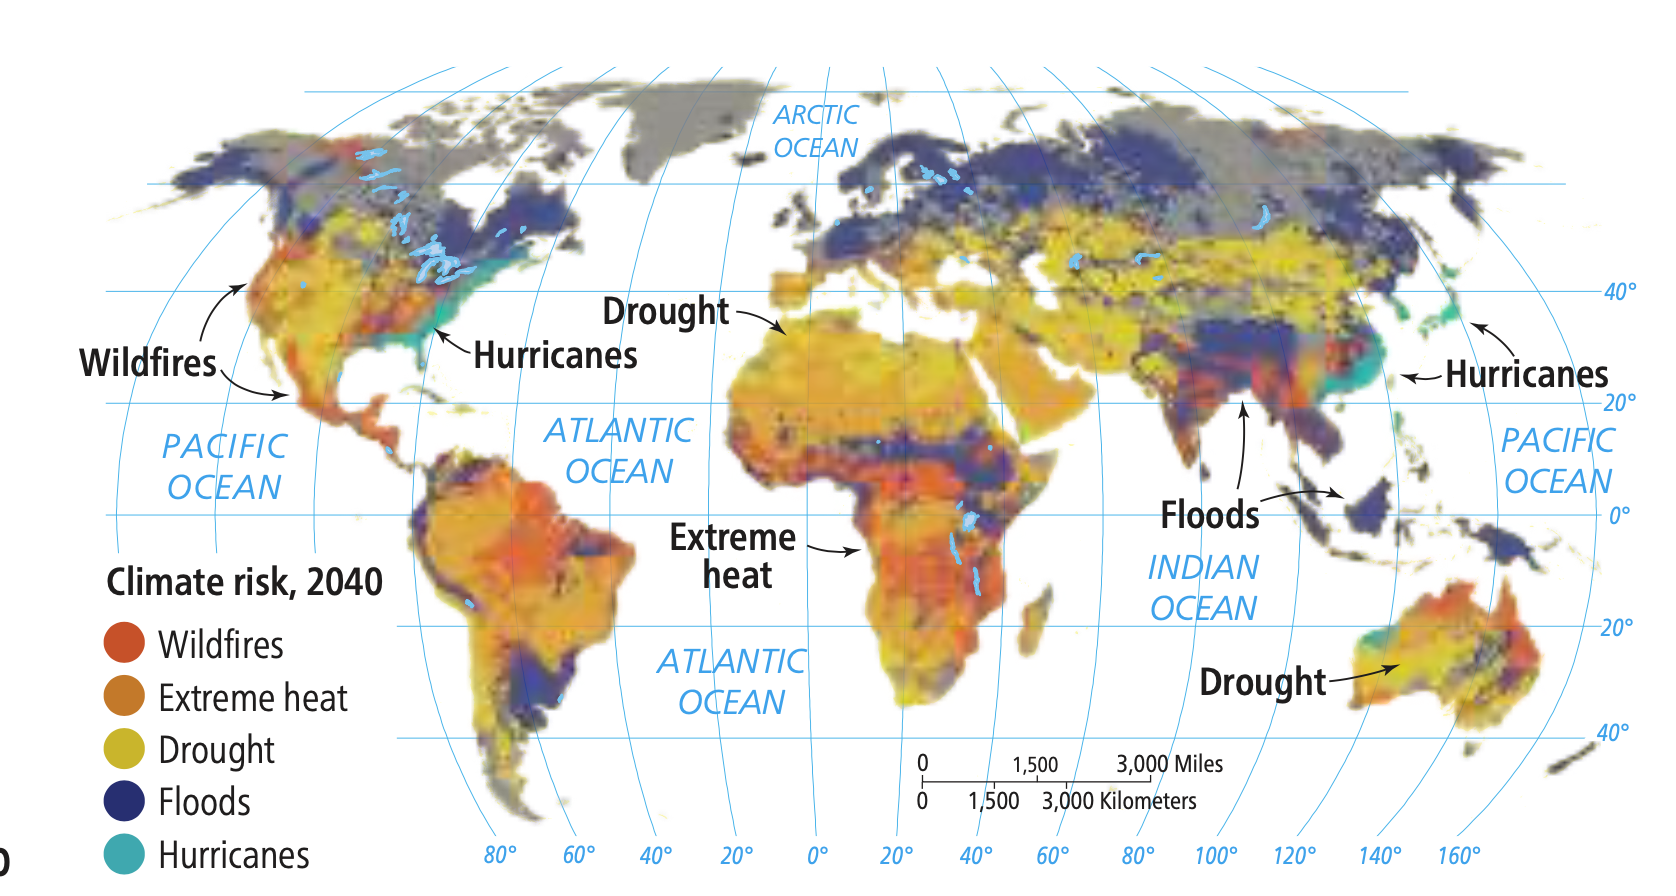 ARCTIC
OCEAN
40°
Drought
Wildfires
Hurricanes
Hurricanes
20°
PACIFIC
OCEAN
ATLANTIC
OCEAN
PACIFIC
OCEAN
Floods
0°
Extreme
heat
INDIAN
OCEAN
20°
ATLANTIC
OCEAN
Drought
40°
Climate risk, 2040
Wildfires
Extreme heat
Drought
Floods
Hurricanes
0 1,500 3,000 Miles
0 1,500 3,000 Kilometers
80° 60° 40° 20° 0° 20° 40° 60° 80° 100° 120° 140° 160°